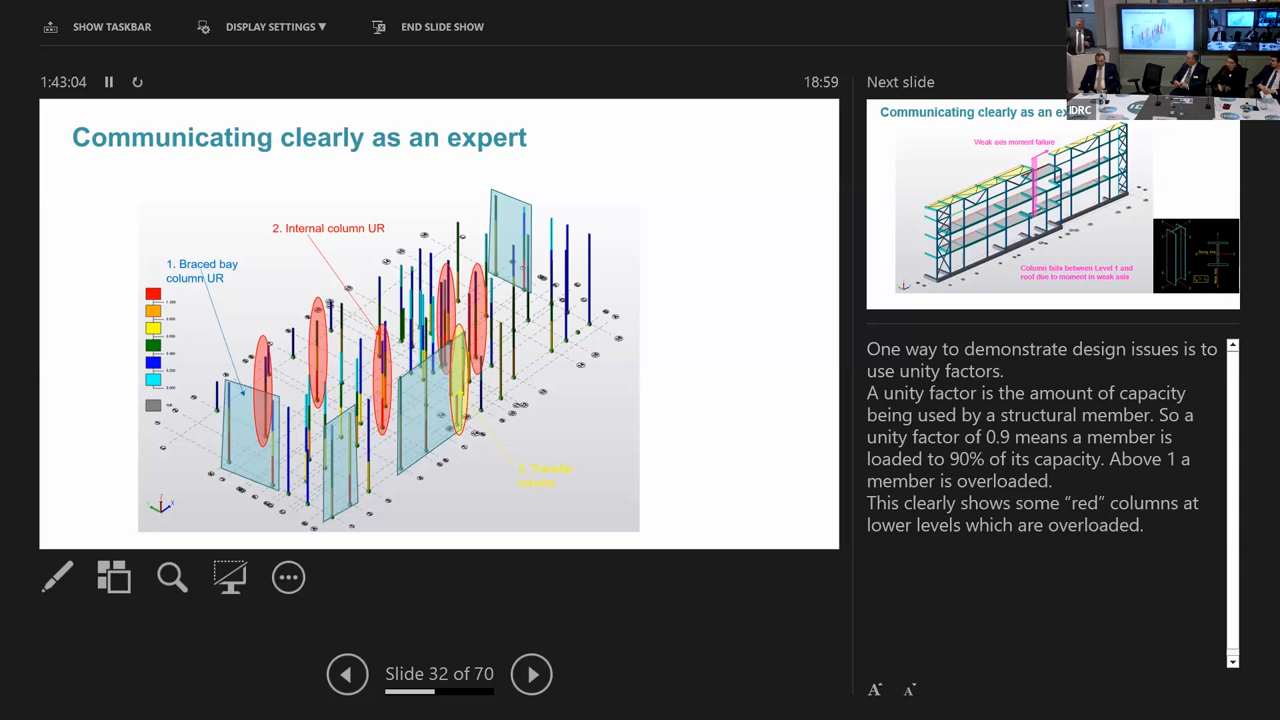 SHOW TASKBAR
DISPLAY SETTINGS ▼
END SLIDE SHOW
1:43:04
18:59
Communicating clearly as an expert
2. Internal column UR
1. Braced bay
column UR
3. Transfer
column
Slide 32 of 70
Next slide
IDRC
Communicating clearly as an ex
Weak axis moment failure
Column fails between Level 1 and
roof due to moment in weak axis
One way to demonstrate design issues is to
use unity factors.
A unity factor is the amount of capacity
being used by a structural member. So a
unity factor of 0.9 means a member is
loaded to 90% of its capacity. Above 1 a
member is overloaded.
This clearly shows some “red” columns at
lower levels which are overloaded.
A A